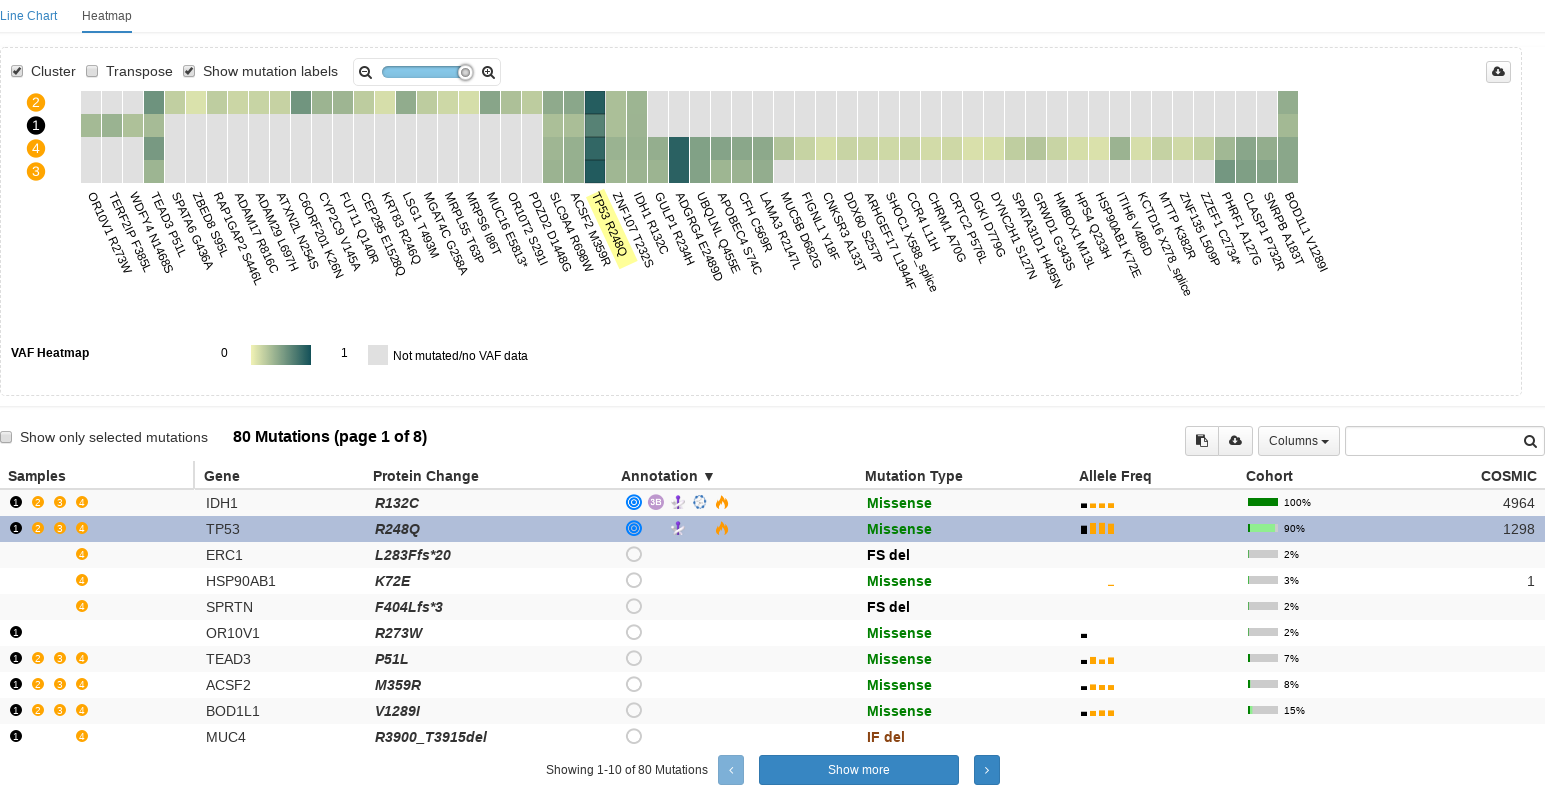 Line Chart Heatmap
Cluster Transpose Show mutation labels
2
1
4
3
OR10V1 R273W
TERF2IP F385L
WDFY4 N1468S
TEAD3 P51L
SPATA6 G436A
ZBED8 S95L
RAP1GAP2 S446L
ADAM17 R816C
ADAM29 L697H
ATXN2L N254S
C6ORF201 K26N
CYP2C9 V145A
FUT11 Q140R
CEP295 E1528Q
KRT83 R246Q
LSG1 T493M
MGAT4C G258A
MRPL55 T63P
MRPS6 I86T
MUC16 E5813*
OR10T2 S291I
PDZD2 D1448G
SLC9A4 R698W
ACSF2 M359R
TP53 R248Q
ZNF107 T232S
IDH1 R132C
GULP1 R234H
ADGRG4 E2489D
UBQLNL Q455E
APOBEC4 S74C
CFH C569R
LAMA3 R2147L
MUC5B D682G
FIGNL1 Y18F
CNKSR3 A133T
DDX60 S257P
ARHGEF17 L1944F
SHOC1 X598_splice
CCR4 L11H
CHRM1 A70G
CRTC2 P576L
DGKI D779G
DYNC2H1 S127N
SPATA31D1 H495N
GRWD1 G343S
HMBOX1 M13L
HPS4 Q233H
HSP90AB1 K72E
ITIH6 V486D
KCTD16 X278_splice
MTTP K382R
ZNF135 L509P
ZZEF1 C2734*
PHRF1 A127G
CLASP1 P732R
SNRPB A183T
BOD1L1 V1289I
VAF Heatmap 0 1 Not mutated/no VAF data
Show only selected mutations 80 Mutations (page 1 of 8) Columns
Samples Gene Protein Change Annotation ▼ Mutation Type Allele Freq Cohort COSMIC
1 2 3 4 IDH1 R132C 3B Missense 100% 4964
1 2 3 4 TP53 R248Q Missense 90% 1298
4 ERC1 L283Ffs*20 FS del 2%
4 HSP90AB1 K72E Missense 3% 1
4 SPRTN F404Lfs*3 FS del 2%
1 OR10V1 R273W Missense 2%
1 2 3 4 TEAD3 P51L Missense 7%
1 2 3 4 ACSF2 M359R Missense 8%
1 2 3 4 BOD1L1 V1289I Missense 15%
1 4 MUC4 R3900_T3915del IF del
Showing 1-10 of 80 Mutations ‹ Show more ›